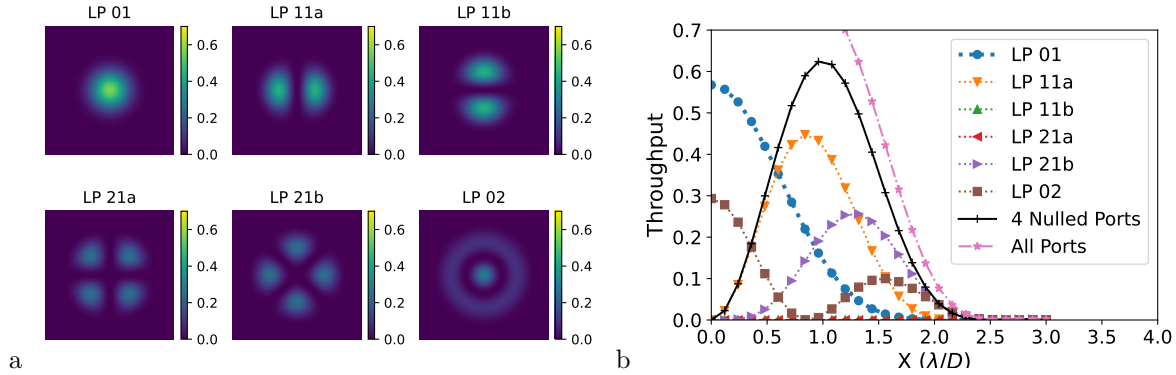 LP 01
LP 11a
LP 11b
0.6
0.4
0.2
0.0
0.6
0.4
0.2
0.0
0.6
0.4
0.2
0.0
LP 21a
LP 21b
LP 02
0.6
0.4
0.2
0.0
0.6
0.4
0.2
0.0
0.6
0.4
0.2
0.0
a
Throughput
0.7
0.6
0.5
0.4
0.3
0.2
0.1
0.0
LP 01
LP 11a
LP 11b
LP 21a
LP 21b
LP 02
4 Nulled Ports
All Ports
0.0 0.5 1.0 1.5 2.0 2.5 3.0 3.5 4.0
X (λ/D)
b